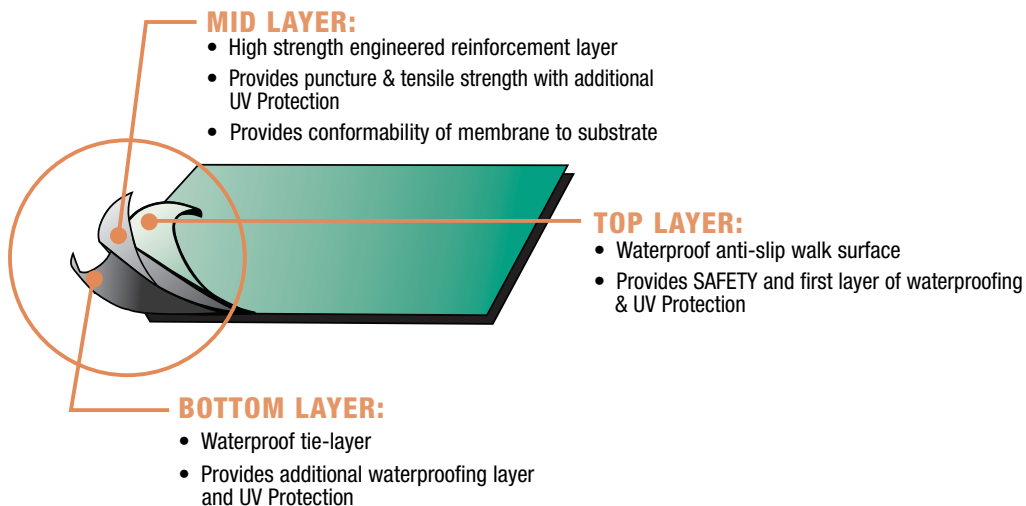 MID LAYER:
• High strength engineered reinforcement layer
• Provides puncture & tensile strength with additional
UV Protection
• Provides conformability of membrane to substrate
TOP LAYER:
• Waterproof anti-slip walk surface
• Provides SAFETY and first layer of waterproofing
& UV Protection
BOTTOM LAYER:
• Waterproof tie-layer
• Provides additional waterproofing layer
and UV Protection